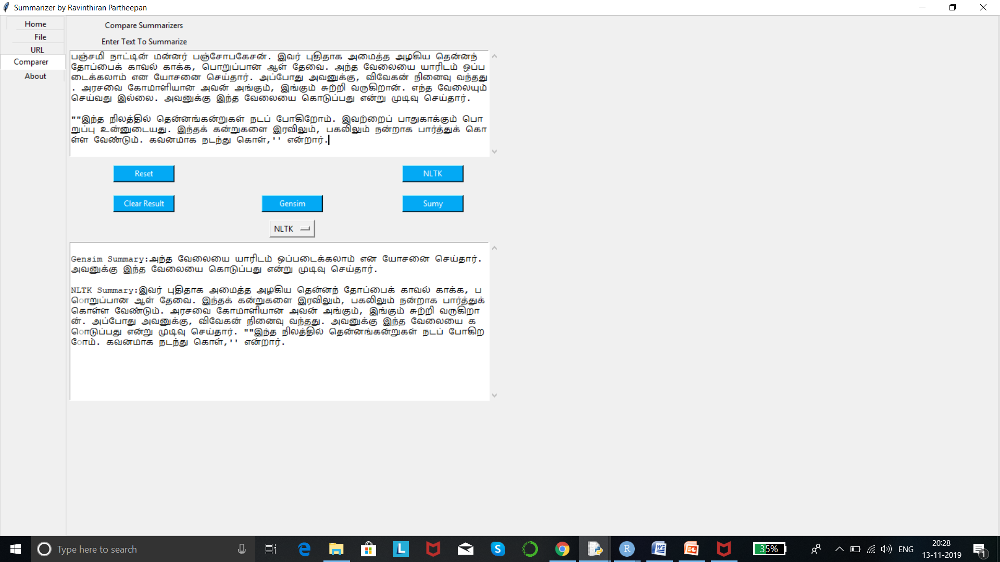 Summarizer by Ravinthiran Partheepan
Home
File
URL
Comparer
About
Compare Summarizers
Enter Text To Summarize
பஞ்சமி நாட்டின் மன்னர் பஞ்சோபகேசன். இவர் புதிதாக அமைத்த அழகிய தென்னந்
தோப்பைக் காவல் காக்க, பொறுப்பான ஆள் தேவை. அந்த வேலையை யாரிடம் ஒப்ப
டைக்கலாம் என யோசனை செய்தார். அப்போது அவனுக்கு, விவேகன் நினைவு வந்தது
. அரசவை கோமாளியான அவன் அங்கும், இங்கும் சுற்றி வருகிறான். எந்த வேலையும்
செய்வது இல்லை. அவனுக்கு இந்த வேலையை கொடுப்பது என்று முடிவு செய்தார்.
""இந்த நிலத்தில் தென்னங்கன்றுகள் நடப் போகிறோம். இவற்றைப் பாதுகாக்கும் பொ
றுப்பு உன்னுடையது. இந்தக் கன்றுகளை இரவிலும், பகலிலும் நன்றாக பார்த்துக் கொ
ள்ள வேண்டும். கவனமாக நடந்து கொள்,'' என்றார்.
Reset
NLTK
Clear Result
Gensim
Sumy
NLTK
Gensim Summary:அந்த வேலையை யாரிடம் ஒப்படைக்கலாம் என யோசனை செய்தார்.
அவனுக்கு இந்த வேலையை கொடுப்பது என்று முடிவு செய்தார்.
NLTK Summary:இவர் புதிதாக அமைத்த அழகிய தென்னந் தோப்பைக் காவல் காக்க, ப
ொறுப்பான ஆள் தேவை. இந்தக் கன்றுகளை இரவிலும், பகலிலும் நன்றாக பார்த்துக்
கொள்ள வேண்டும். அரசவை கோமாளியான அவன் அங்கும், இங்கும் சுற்றி வருகிறா
ன். அப்போது அவனுக்கு, விவேகன் நினைவு வந்தது. அவனுக்கு இந்த வேலையை க
ொடுப்பது என்று முடிவு செய்தார். ""இந்த நிலத்தில் தென்னங்கன்றுகள் நடப் போகிற
ோம். கவனமாக நடந்து கொள்,'' என்றார்.
Type here to search
35%
ENG
20:28
13-11-2019
1